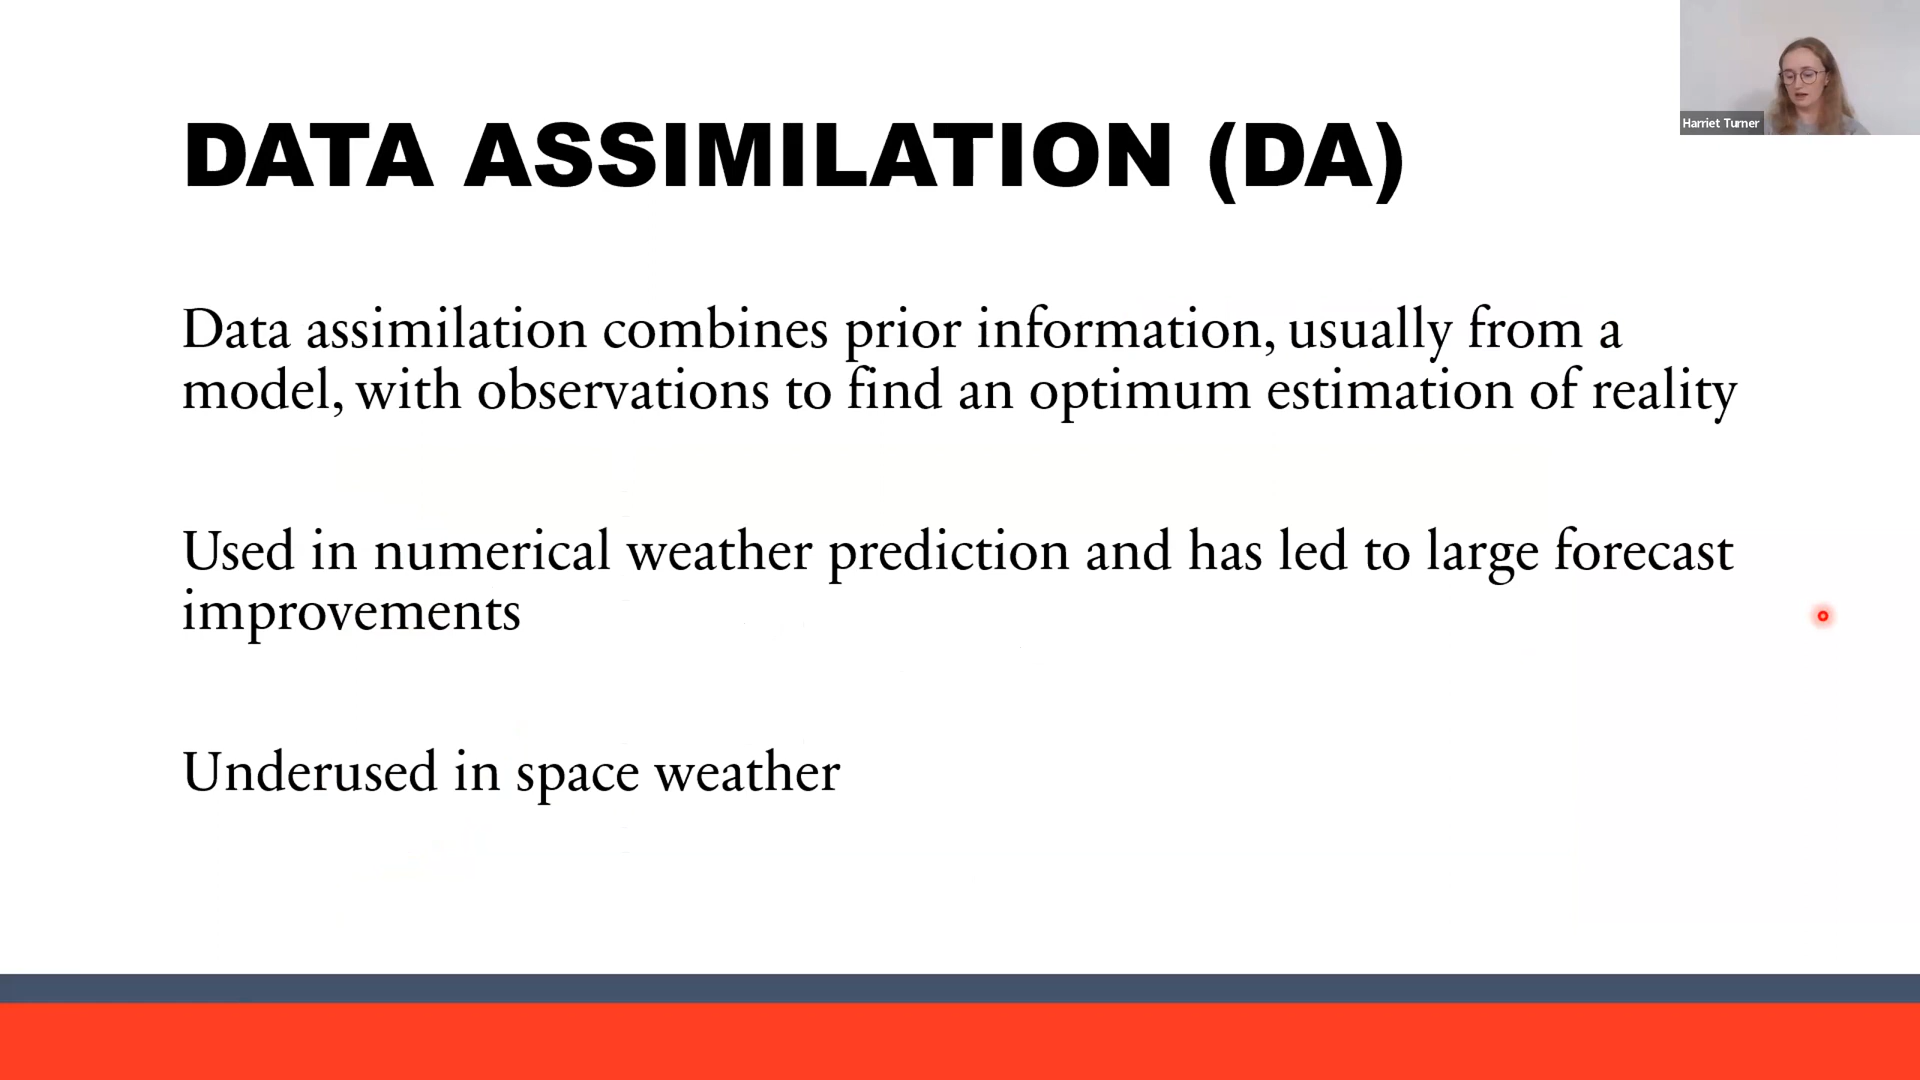 DATA ASSIMILATION (DA)
Harriet Turner
Data assimilation combines prior information, usually from a
model, with observations to find an optimum estimation of reality
Used in numerical weather prediction and has led to large forecast
improvements
Underused in space weather